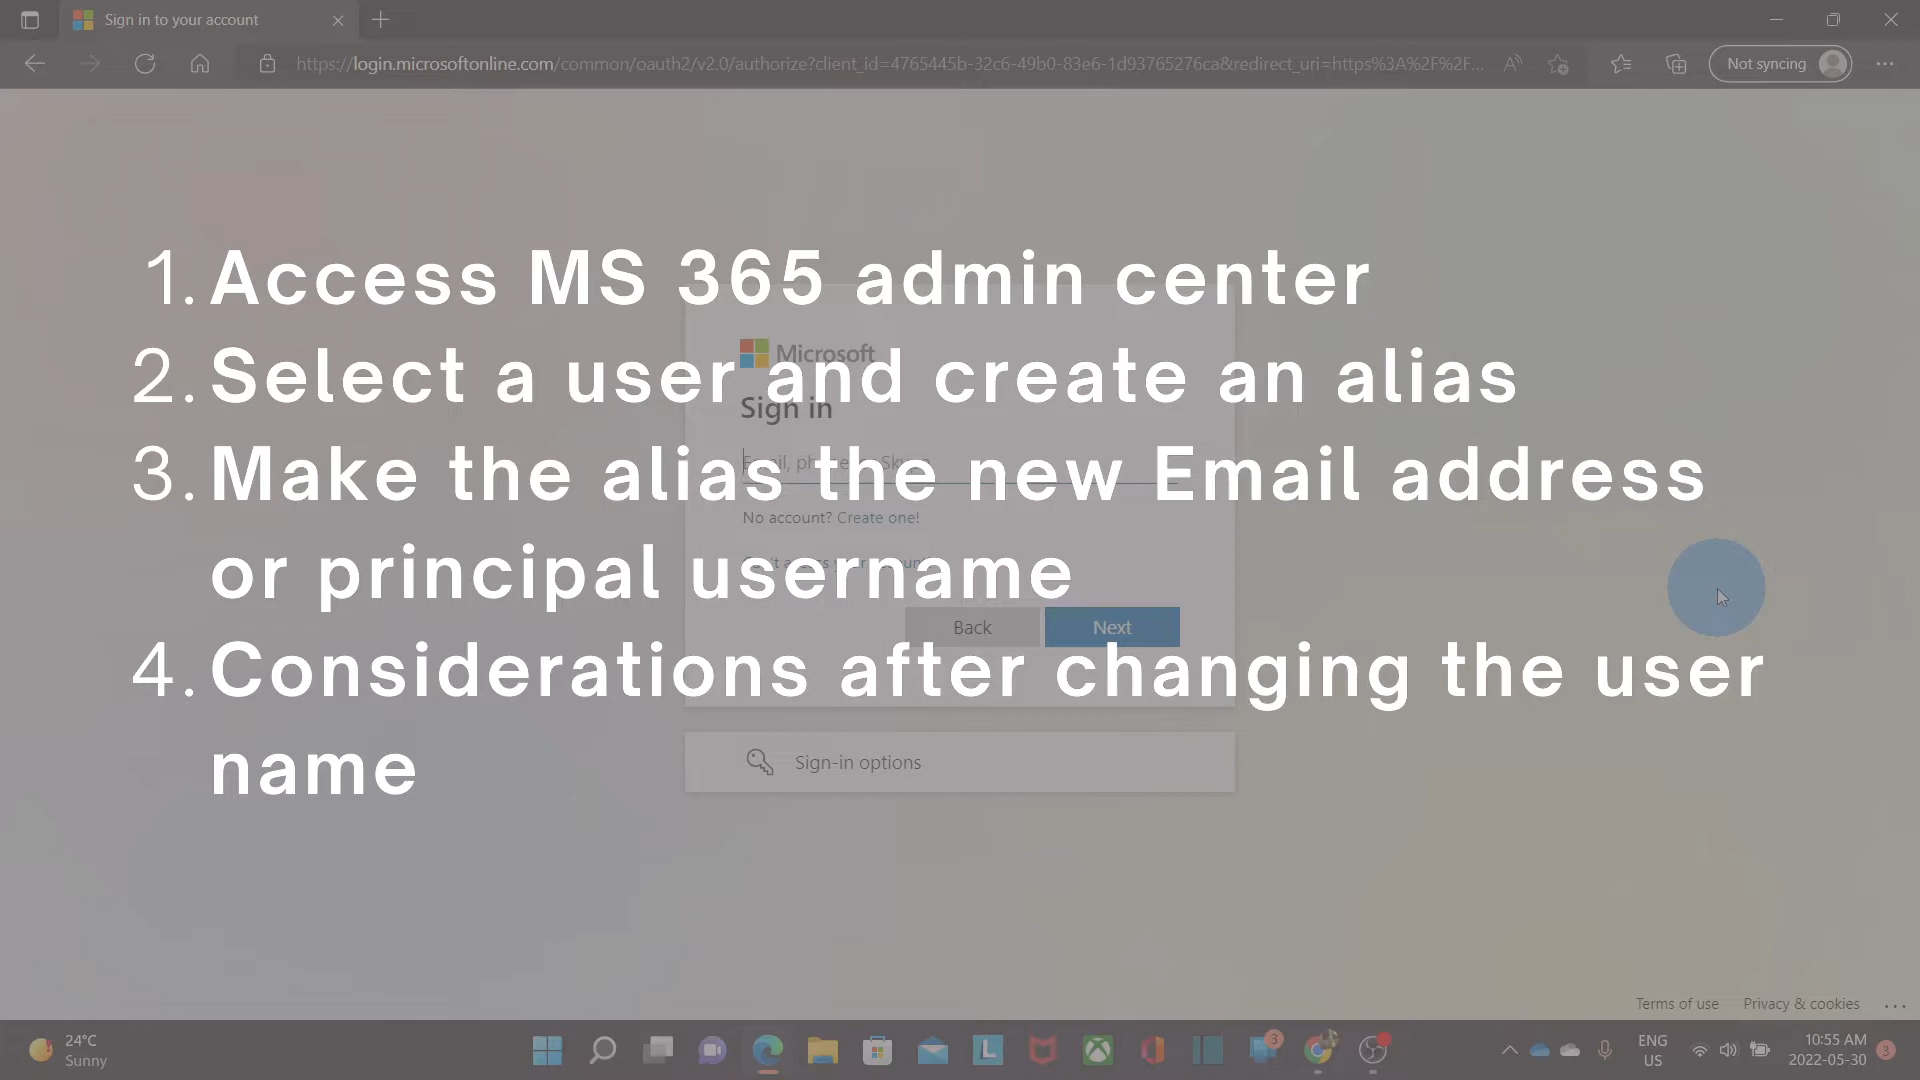 Sign in to your account
https://login.microsoftonline.com/common/oauth2/v2.0/authorize?client_id=4765445b-32c6-49b0-83e6-1d93765276ca&redirect_uri=https%3A%2F%2F...
Not syncing
1. Access MS 365 admin center
Microsoft
2. Select a user and create an alias
Sign in
3. Make the alias the new Email address
No account? Create one!
or principal username
Back
Next
4. Considerations after changing the user
name
Sign-in options
Terms of use
Privacy & cookies
24°C
Sunny
3
ENG
US
10:55 AM
2022-05-30
3